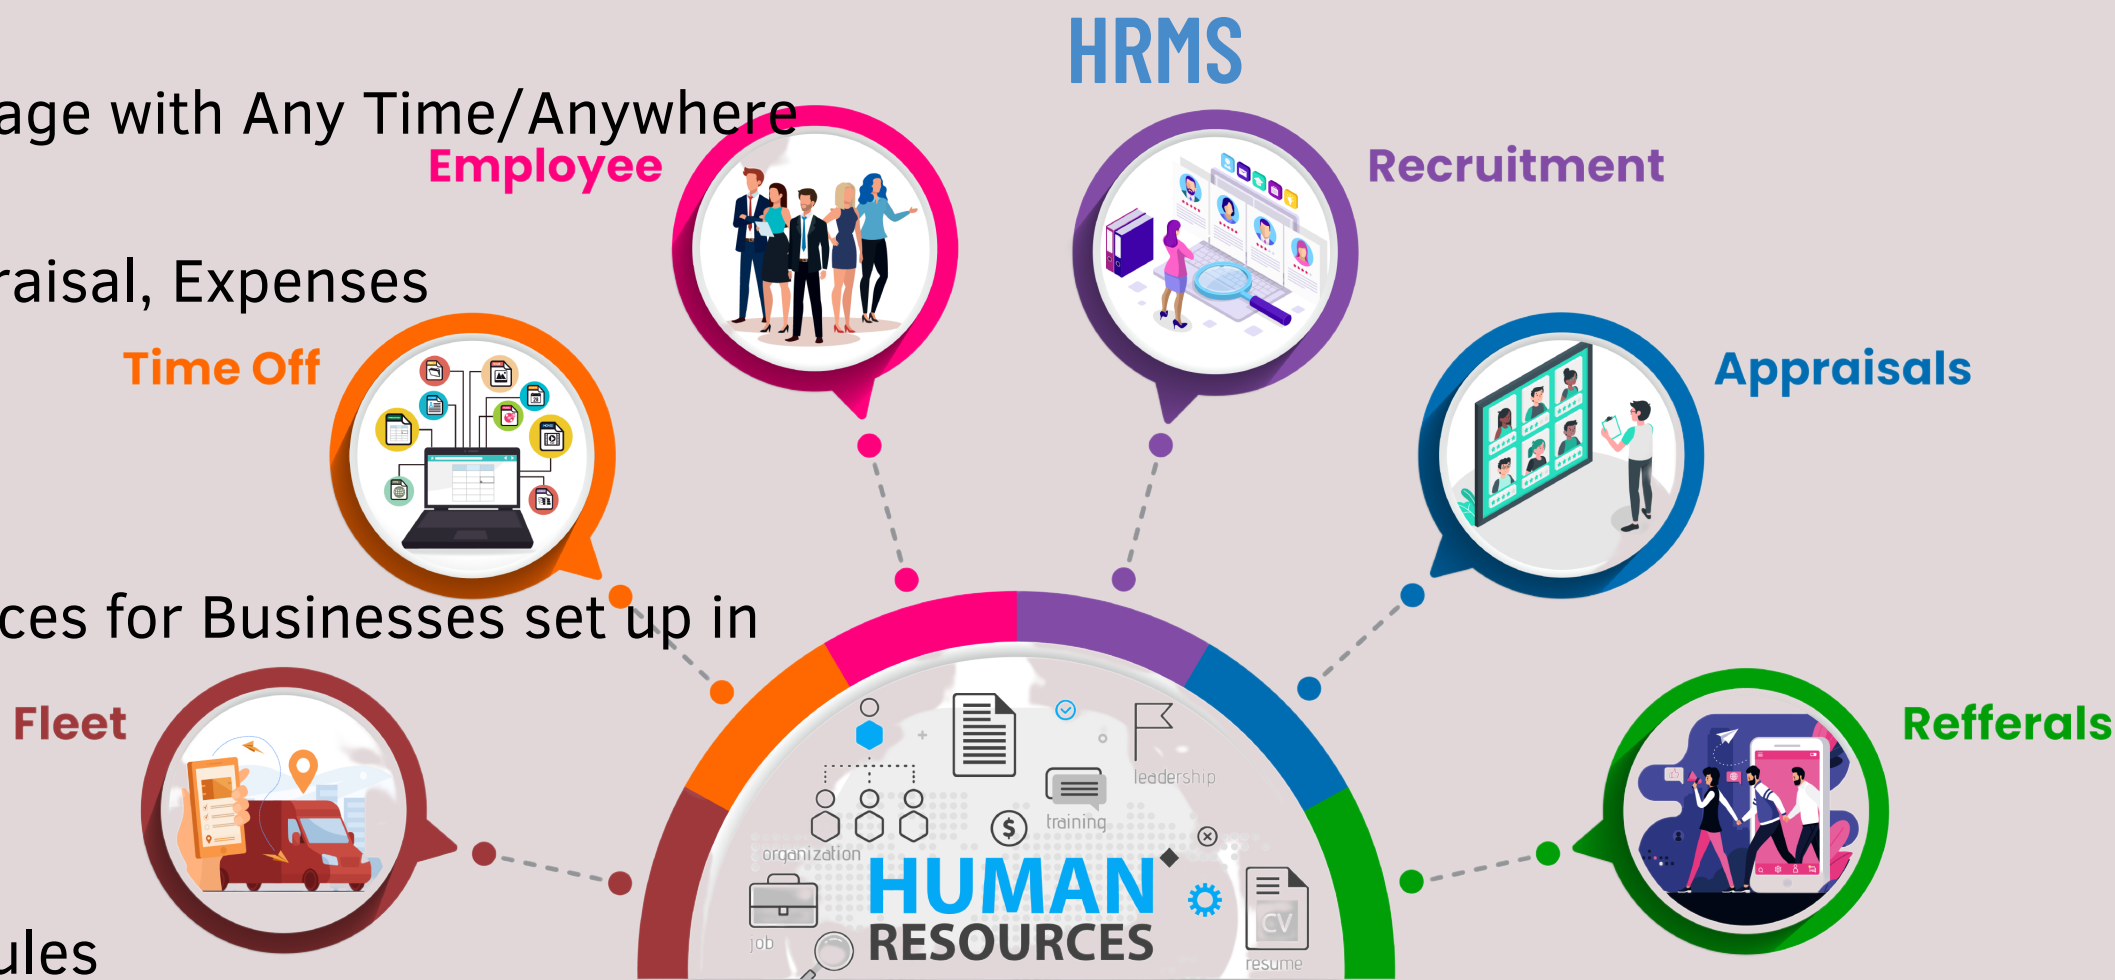 HRMS
age with Any Time/Anywhere
Employee
Recruitment
raisal, Expenses
Time Off
Appraisals
ces for Businesses set up in
Fleet
Refferals
leadership
training
organization
HUMAN
RESOURCES
job
CV
resume
ules